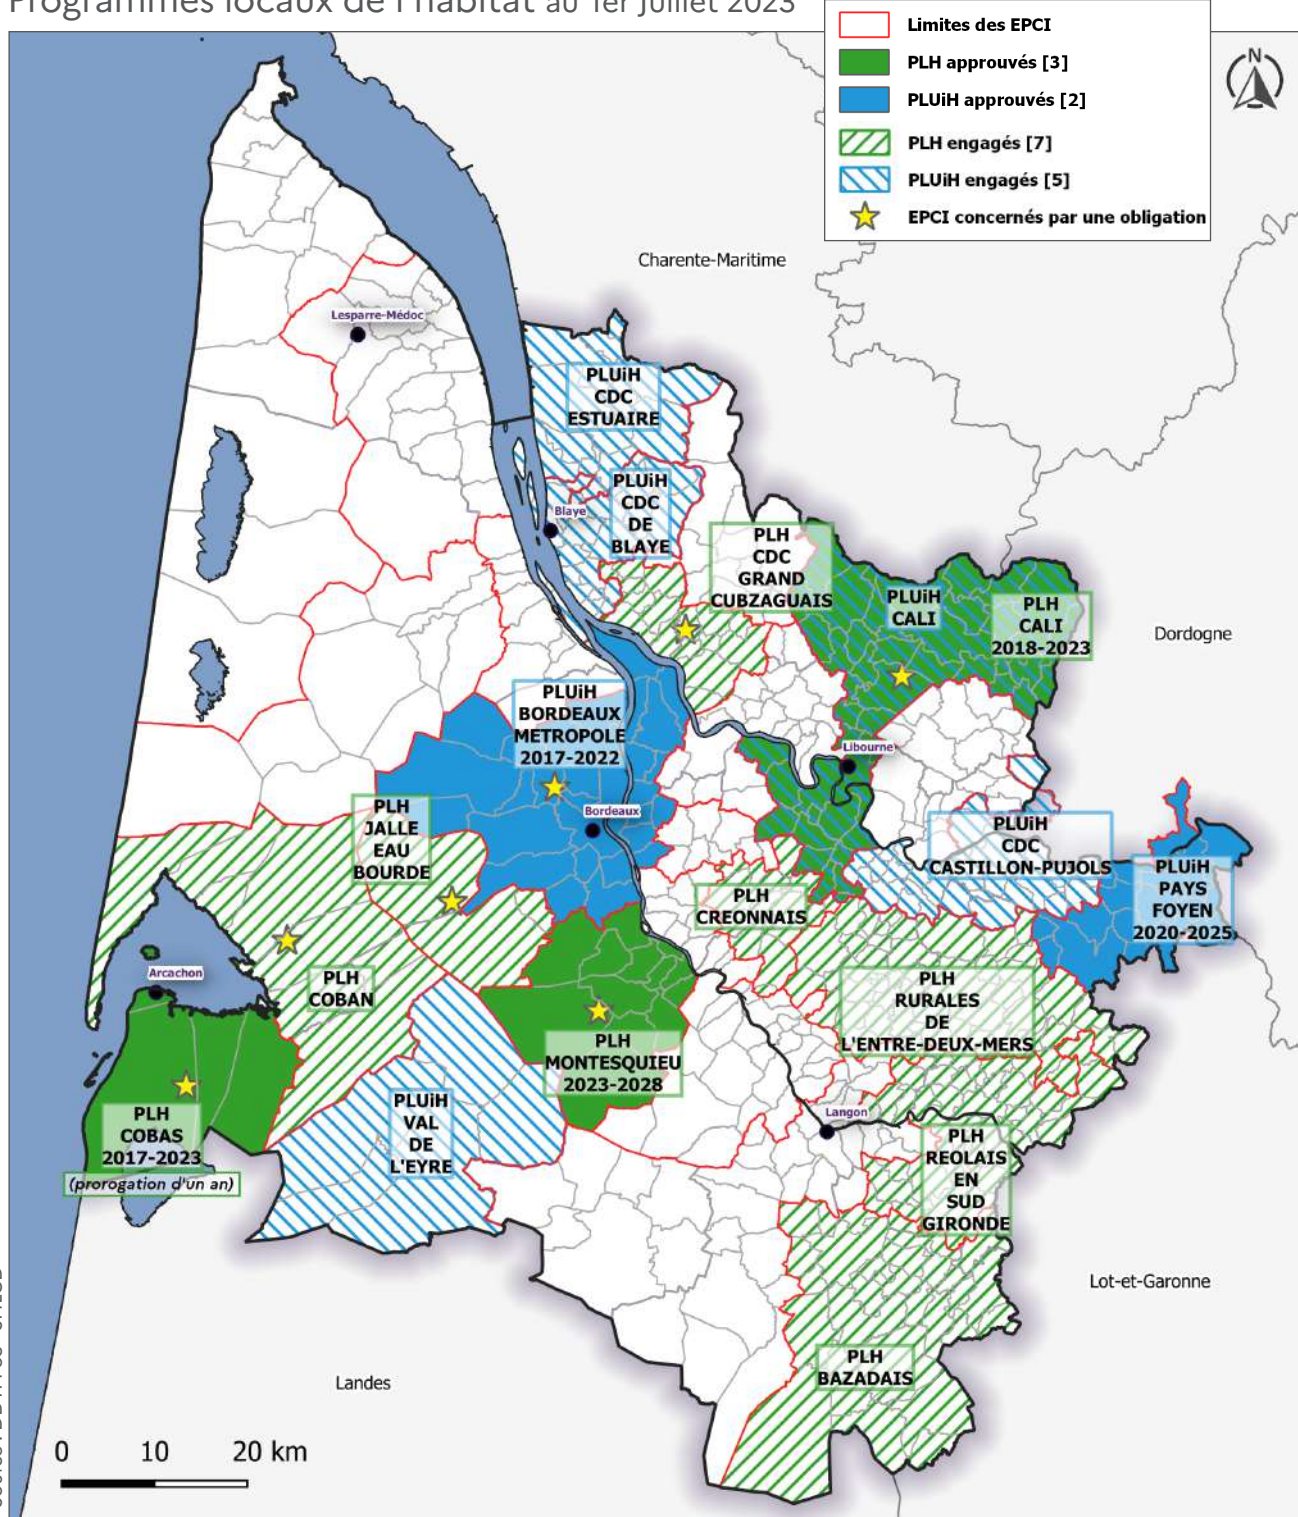 Programmes locaux de l'habitat au 1er juillet 2023
Limites des EPCI
PLH approuvés [3]
PLUiH approuvés [2]
PLH engagés [7]
PLUiH engagés [5]
EPCI concernés par une obligation
N
Charente-Maritime
Lesparre-Médoc
PLUiH
CDC
ESTUAIRE
PLUiH
CDC
DE
BLAYE
Blaye
PLH
CDC
GRAND
CUBZAGUAIS
PLUiH
CALI
PLH
CALI
2018-2023
Dordogne
PLUiH
BORDEAUX
METROPOLE
2017-2022
Libourne
Bordeaux
PLH
JALLE
EAU
BOURDE
PLUiH
CDC
CASTILLON-PUJOLS
PLUiH
PAYS
FOYEN
2020-2025
PLH
CREONNAIS
Arcachon
PLH
COBAN
PLH
RURALES
DE
L'ENTRE-DEUX-MERS
PLH
MONTESQUIEU
2023-2028
PLH
COBAS
2017-2023
(prorogation d'un an)
PLUiH
VAL
DE
L'EYRE
Langon
PLH
REOLAIS
EN
SUD
GIRONDE
Lot-et-Garonne
PLH
BAZADAIS
Landes
0 10 20 km